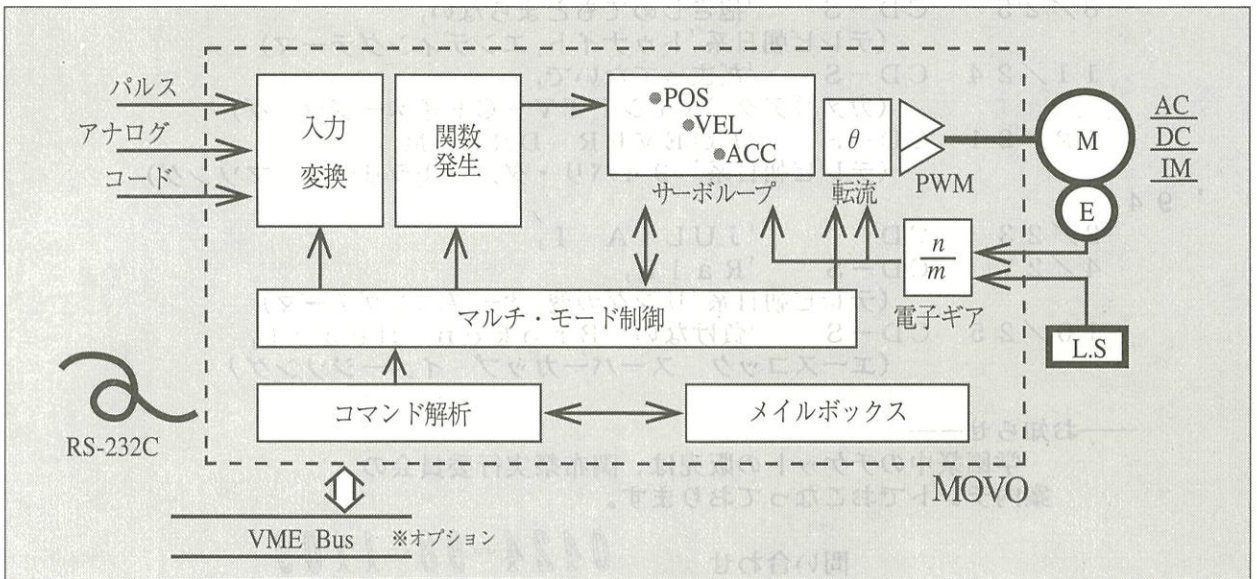 パルス
アナログ
コード
入力
変換
関数
発生
POS
VEL
ACC
サーボループ
θ
転流
PWM
M
AC
DC
IM
E
n
m
電子ギア
L.S
マルチ・モード制御
コマンド解析
メイルボックス
RS-232C
MOVO
VME Bus ※オプション